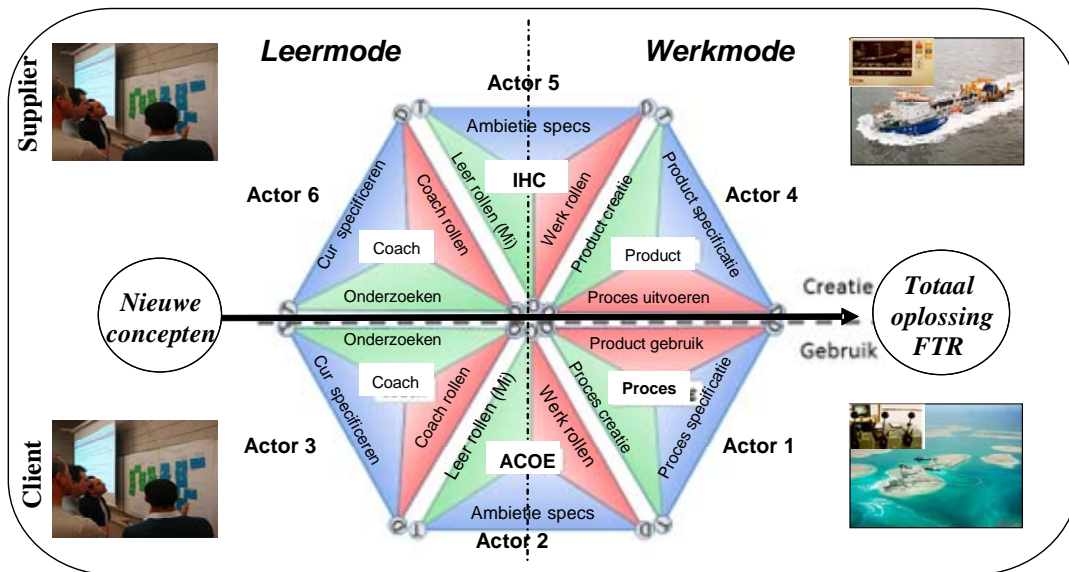 Leermode
Werkmode
Supplier
Client
Actor 5
Ambietie specs
IHC
Leer rollen (Mi)
Werk rollen
Actor 6
Cur specificeren
Coach rollen
Coach
Onderzoeken
Actor 4
Product creatie
Product specificatie
Product
Proces uitvoeren
Nieuwe
concepten
Creatie
Gebruik
Totaal
oplossing
FTR
Onderzoeken
Coach
Cur specificeren
Coach rollen
Actor 3
Product gebruik
Proces
Proces creatie
Proces specificatie
Actor 1
Leer rollen (Mi)
Werk rollen
ACOE
Ambietie specs
Actor 2